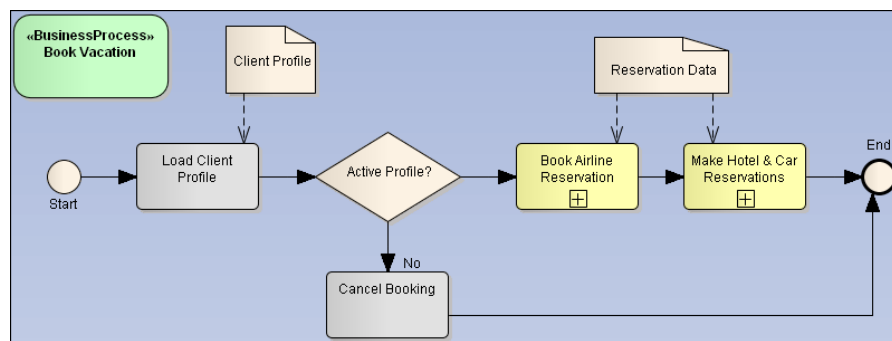 «BusinessProcess»
Book Vacation
Client Profile
Reservation Data
Start
Load Client
Profile
Active Profile?
No
Cancel Booking
Book Airline
Reservation
Make Hotel & Car
Reservations
End